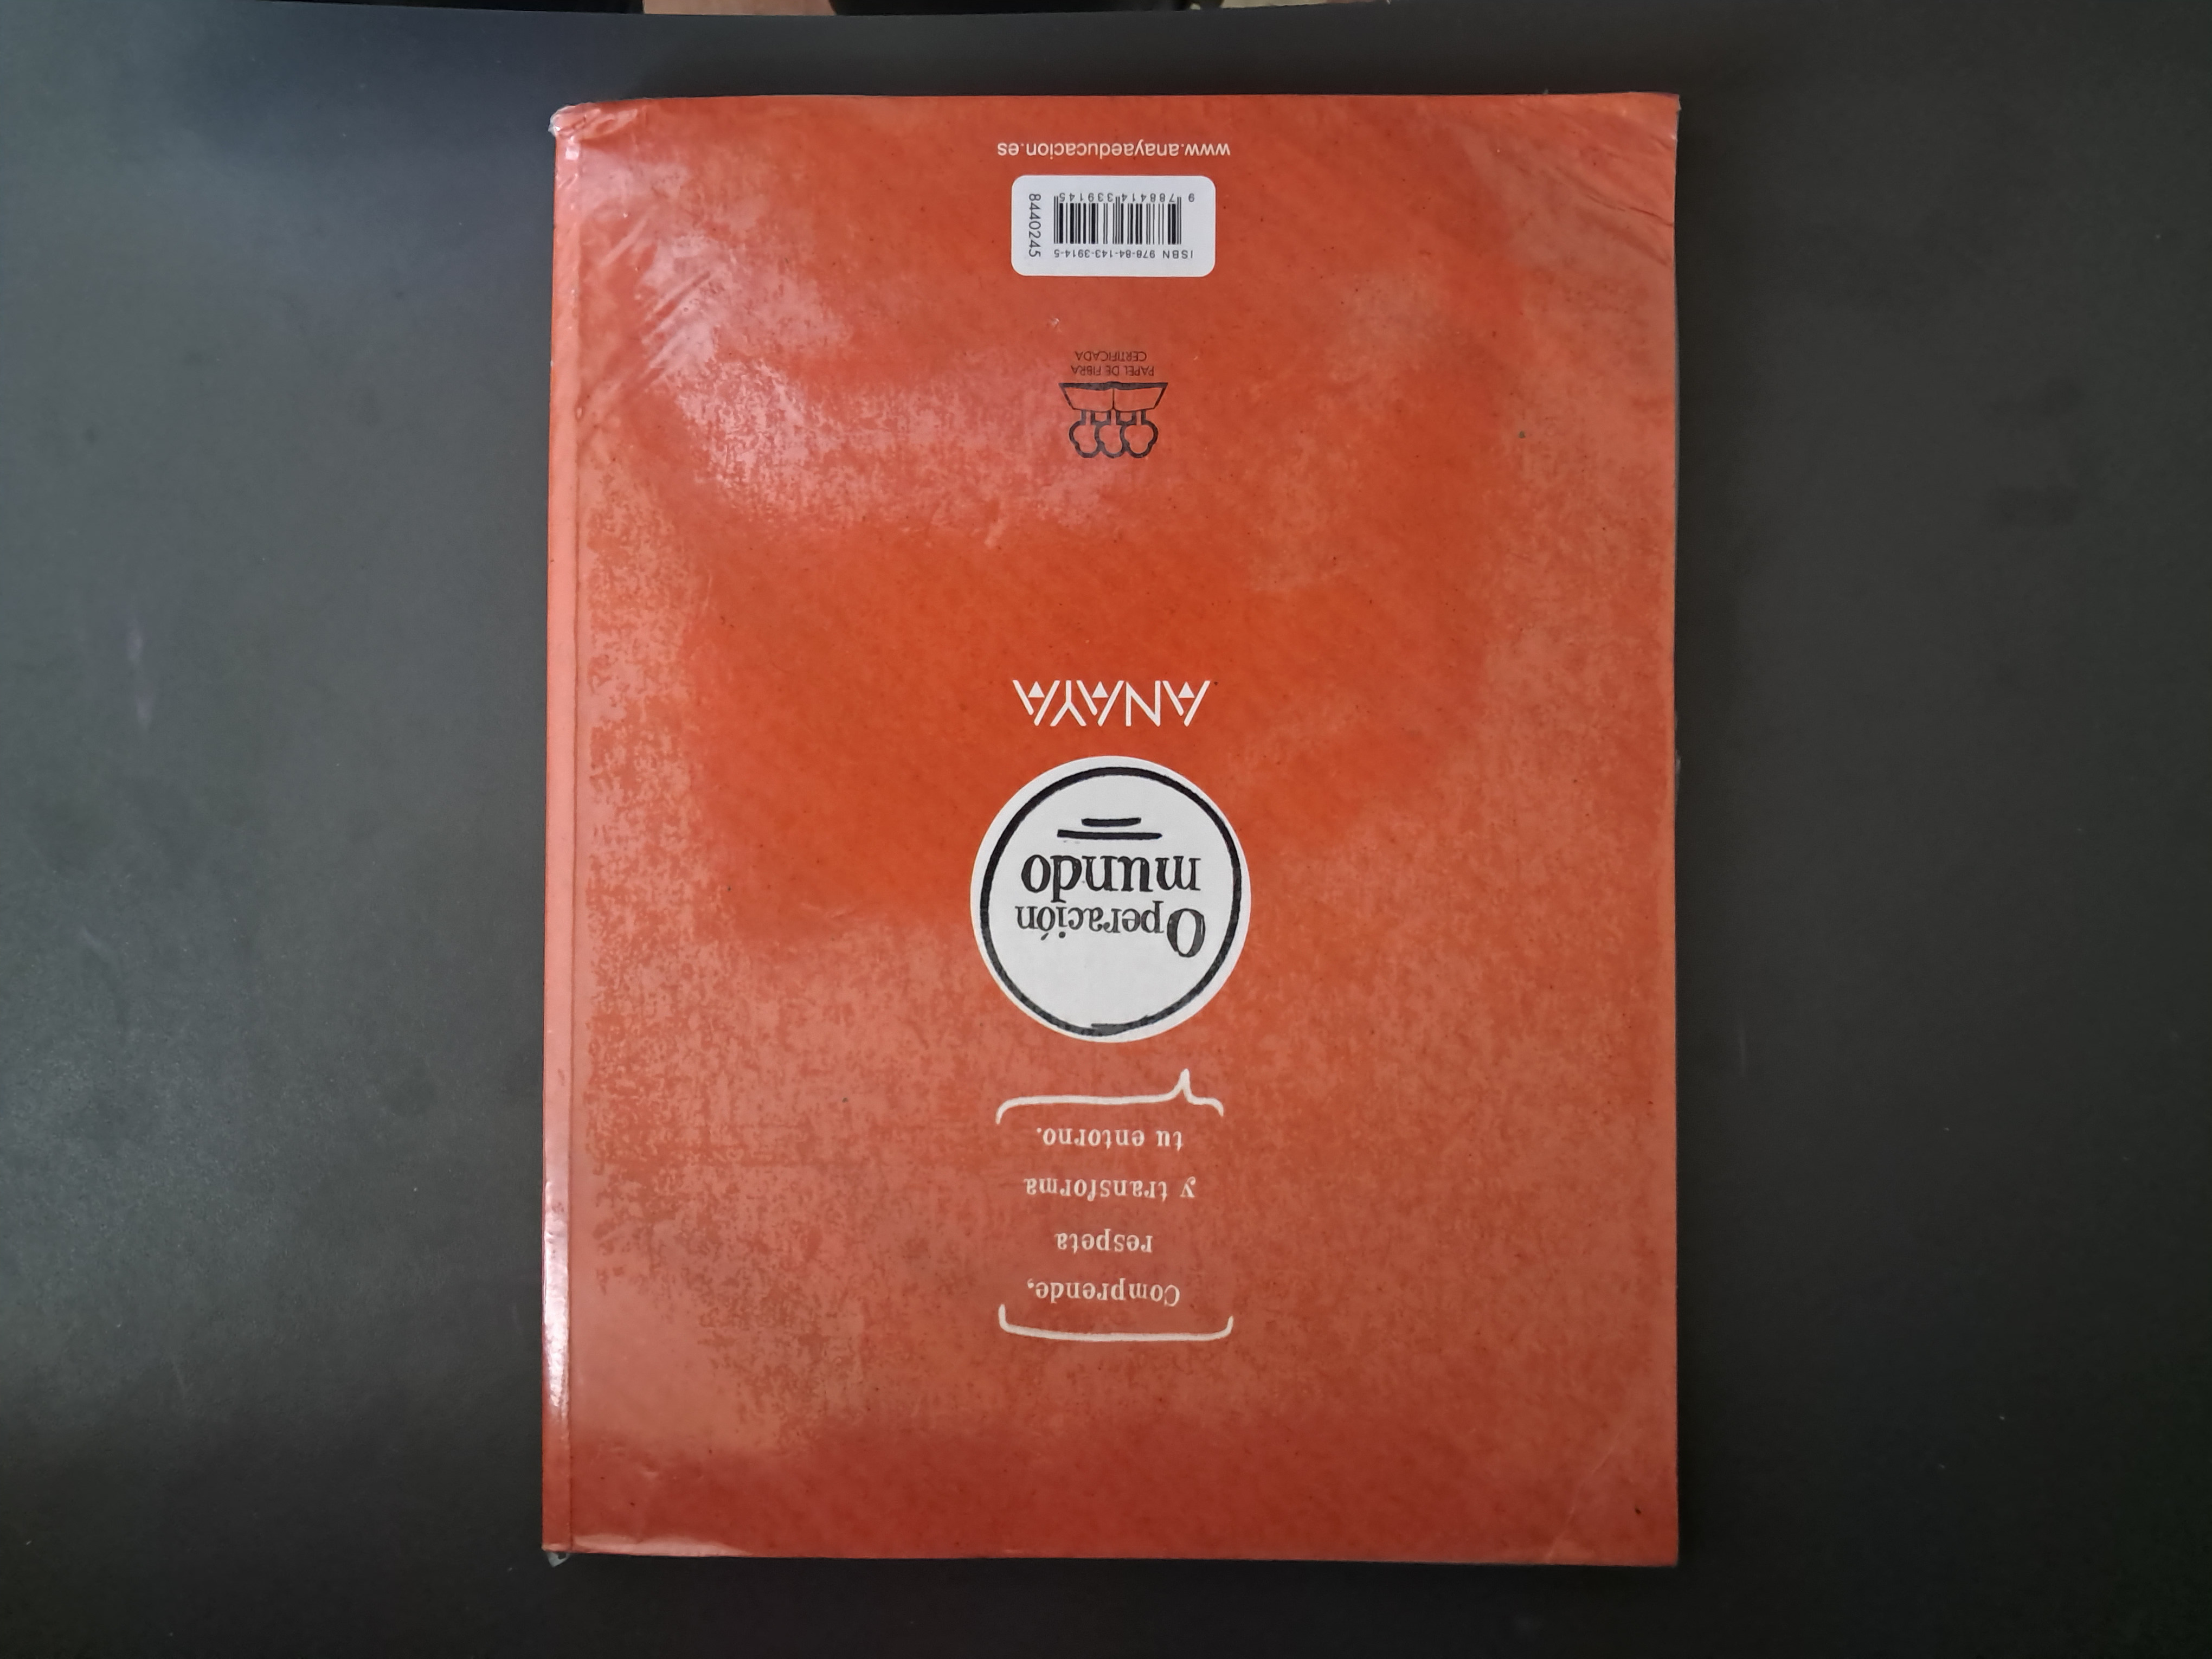 Comprende,
respeta
y transforma
tu entorno.
Operación
mundo
ANAYA
PAPEL DE FIBRA
CERTIFICADA
ISBN 978-84-143-3914-5
9 788414 339145
8440245
www.anayaeducacion.es